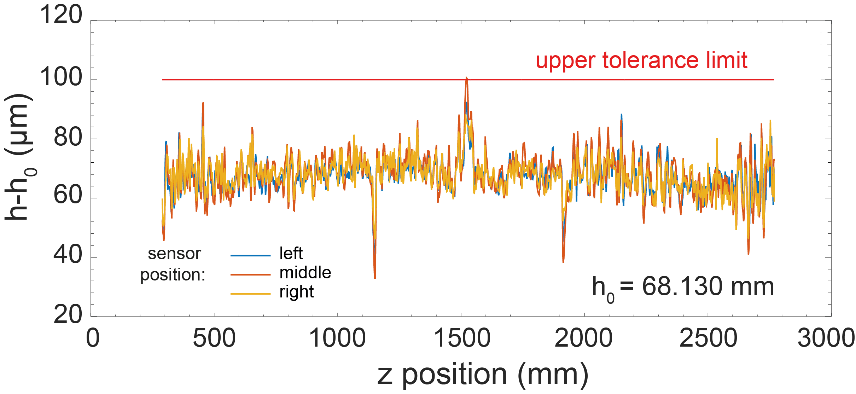 120
upper tolerance limit
100
80
h-h0 (µm)
60
40
sensor position:
left
middle
right
h0 = 68.130 mm
20
0 500 1000 1500 2000 2500 3000
z position (mm)